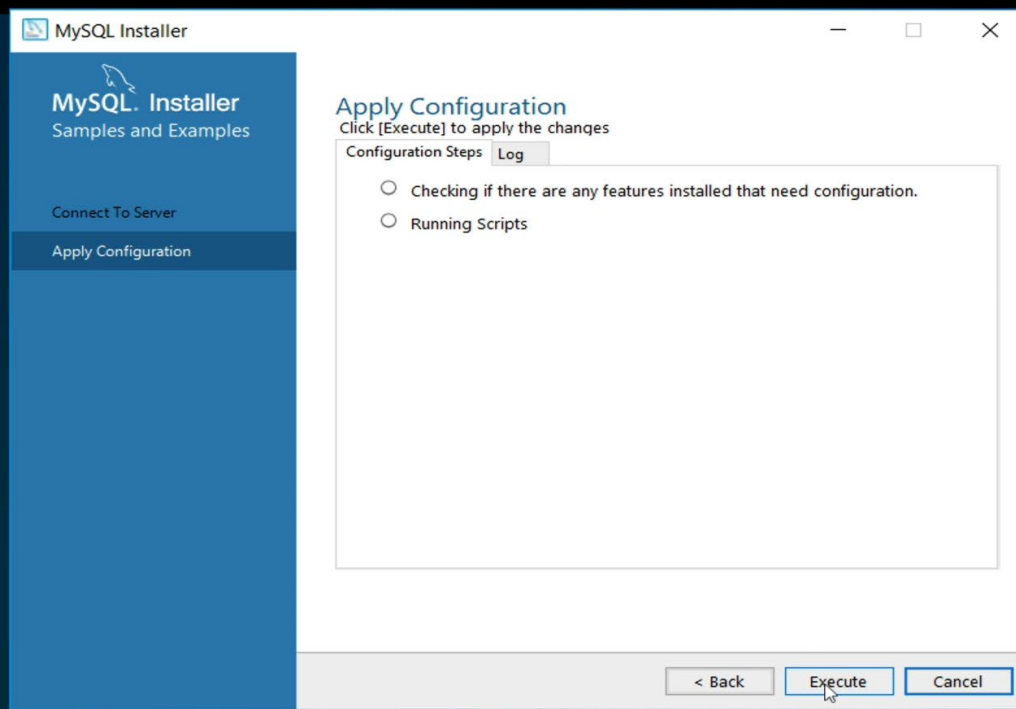 MySQL Installer
MySQL. Installer
Samples and Examples
Connect To Server
Apply Configuration
Apply Configuration
Click [Execute] to apply the changes
Configuration Steps
Log
Checking if there are any features installed that need configuration.
Running Scripts
< Back
Execute
Cancel